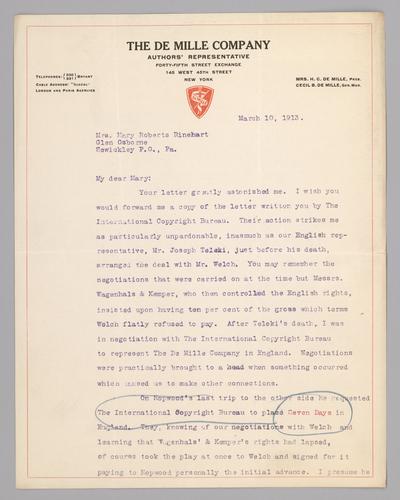 THE DE MILLE COMPANY
AUTHORS' REPRESENTATIVE
FORTY-FIFTH STREET EXCHANGE
145 WEST 45TH STREET
NEW YORK
TELEPHONES: BRYANT
CABLE ADDRESS:
LONDON AND PARIS AGENCIES
MRS. H. C. DE MILLE, PRES.
CECIL B. DE MILLE, GEN. MGR.
March 10, 1913.
Mrs. Mary Roberts Rinehart
Glen Osborne
Sewickley P.O., Pa.
My dear Mary:
Your letter greatly astonished me. I wish you
would forward me a copy of the letter written you by The
International Copyright Bureau. Their action strikes me
as particularly unpardonable, inasmuch as our English rep-
resentative, Mr. Joseph Teleki, just before his death,
arranged the deal with Mr. Welch. You may remember the
negotiations that were carried on at the time but Messrs.
Wagenhals & Kemper, who then controlled the English rights,
insisted upon having ten per cent of the gross which terms
Welch flatly refused to pay. After Teleki's death, I was
in negotiation with The International Copyright Bureau
to represent The De Mille Company in England. Negotiations
were practically brought to a head when something occurred
which caused us to make other connections.
On Hopwood's last trip to the other side he requested
The International Copyright Bureau to place Seven Days in
England. They, knowing of our negotiations with Welch and
learning that Wagenhals' & Kemper's rights had lapsed,
of course took the play at once to Welch and signed for it
paying to Hopwood personally the initial advance. I presume he